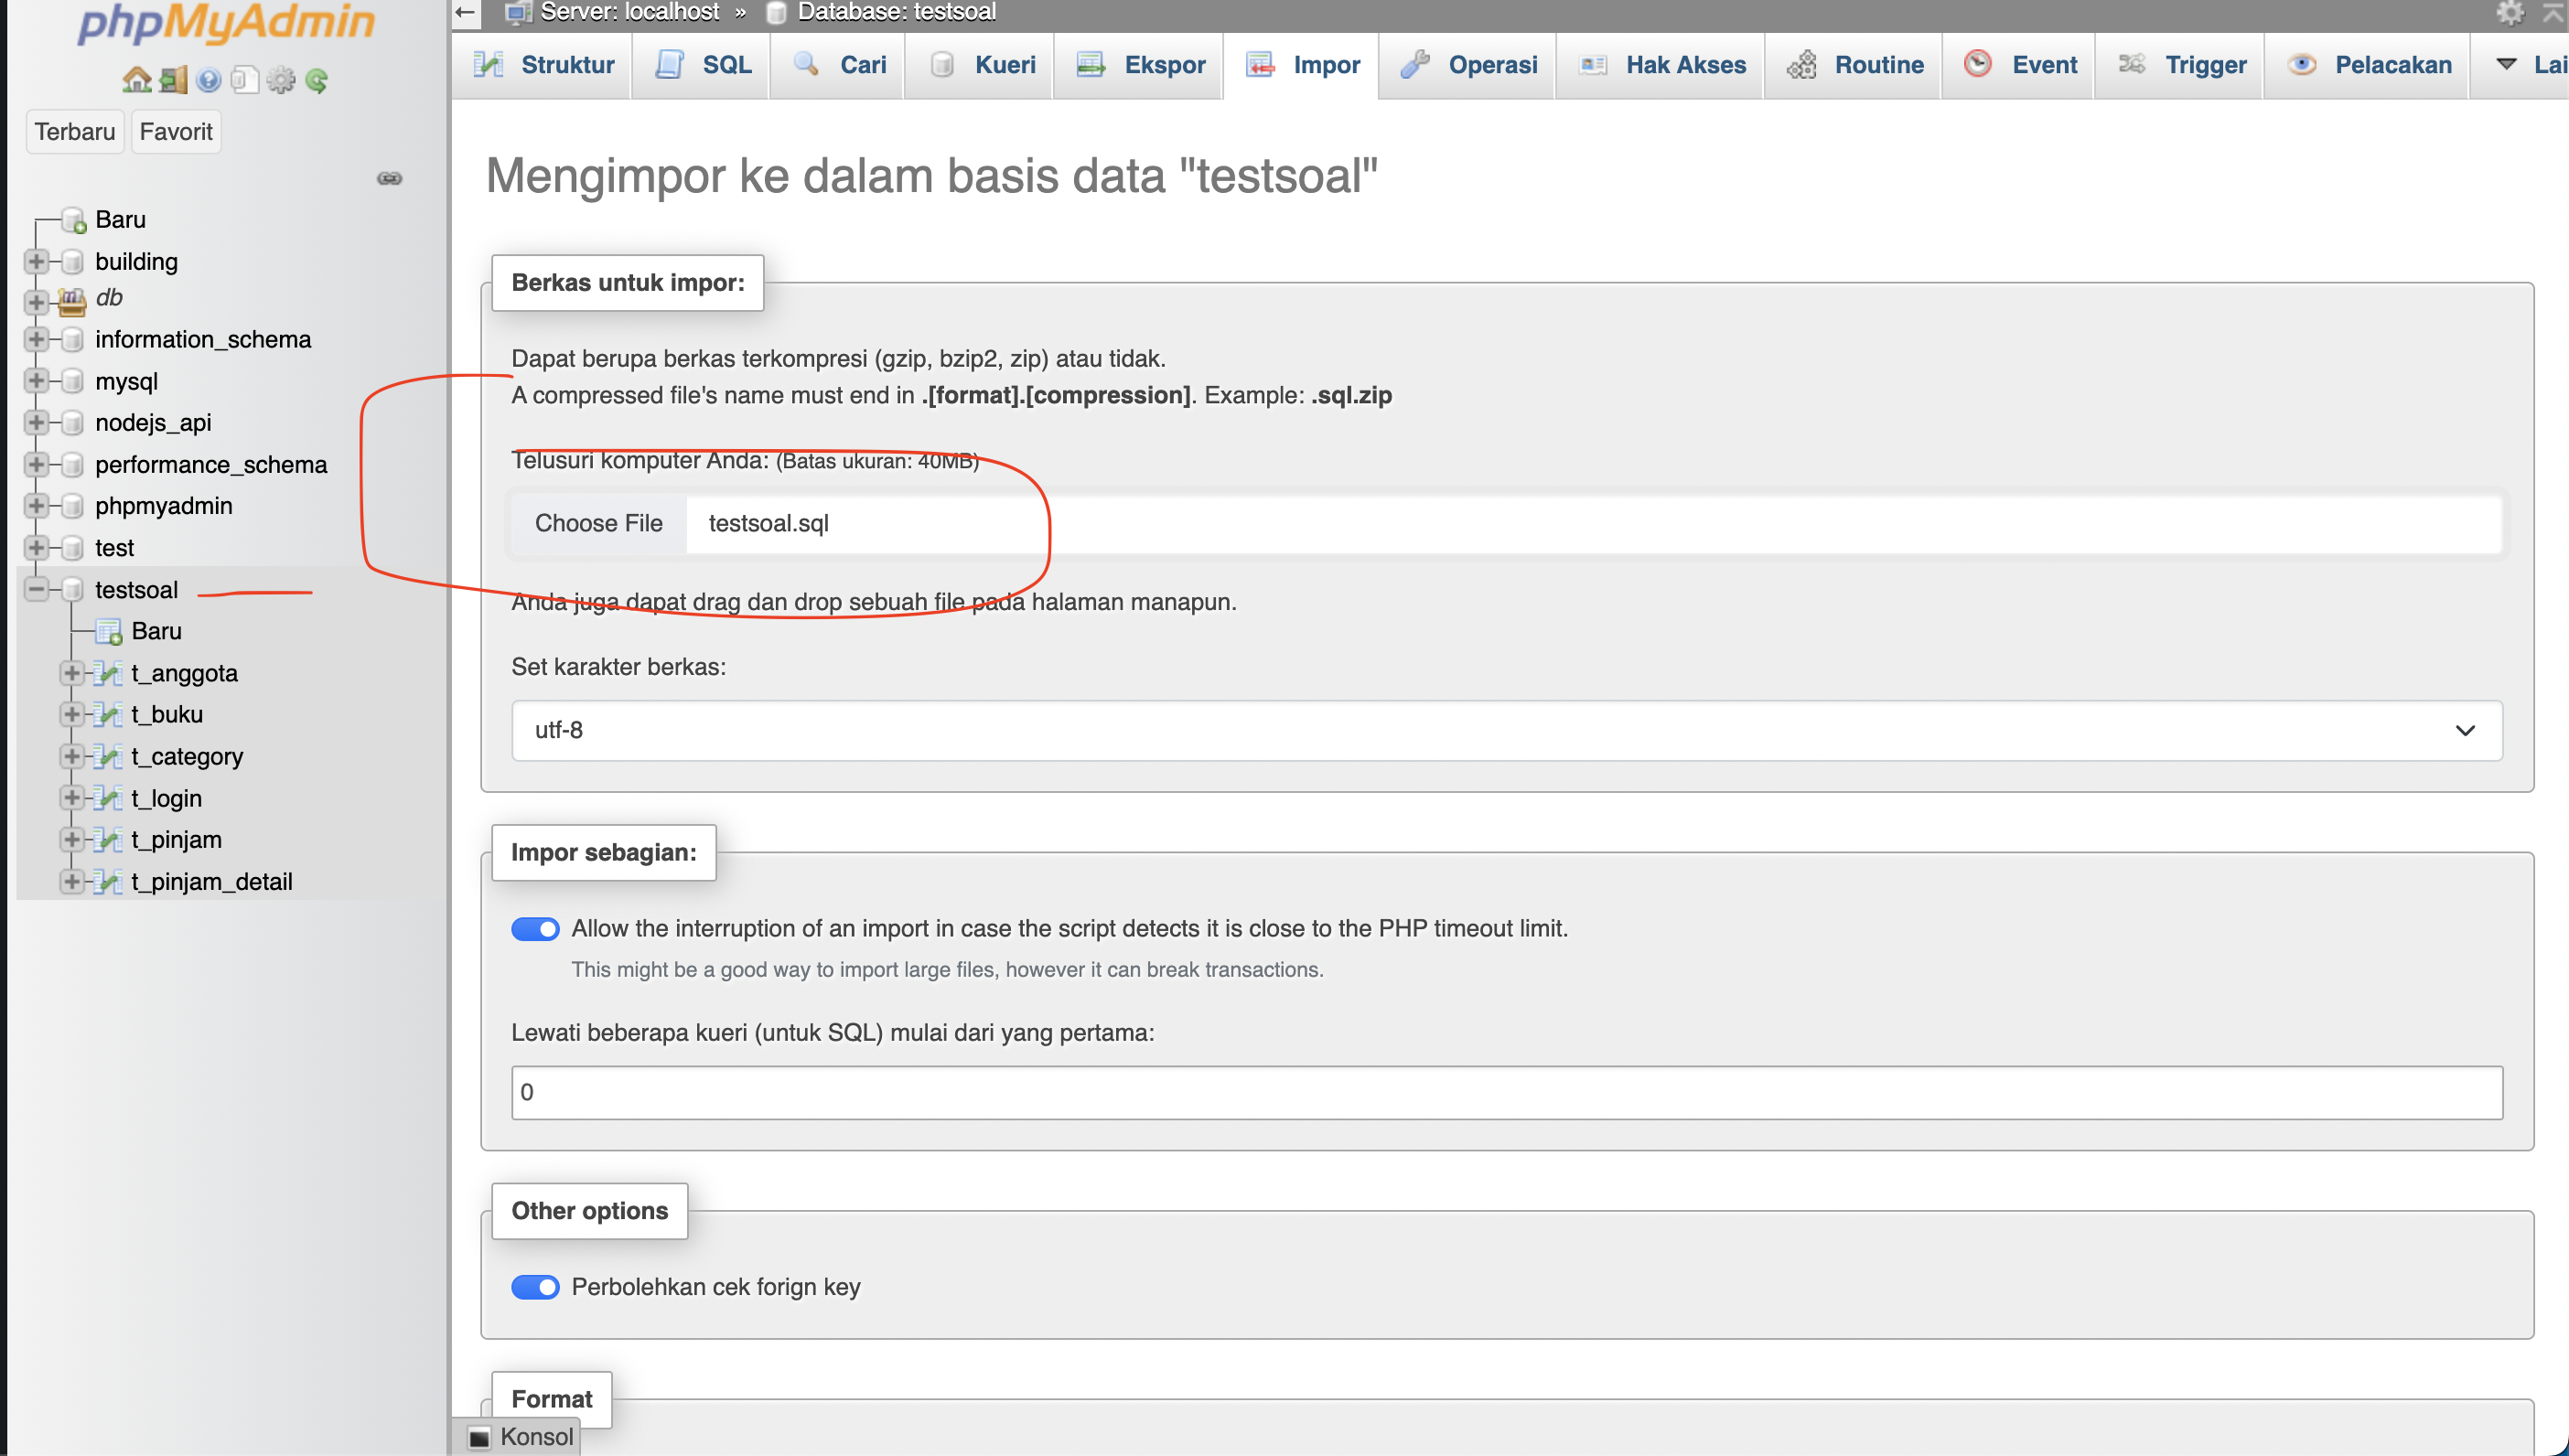 phpMyAdmin
Terbaru
Favorit
Baru
building
db
information_schema
mysql
nodejs_api
performance_schema
phpmyadmin
test
testsoal
Baru
t_anggota
t_buku
t_category
t_login
t_pinjam
t_pinjam_detail
Server: localhost » Database: testsoal
Struktur
SQL
Cari
Kueri
Ekspor
Impor
Operasi
Hak Akses
Routine
Event
Trigger
Pelacakan
Lai
Mengimpor ke dalam basis data "testsoal"
Berkas untuk impor:
Dapat berupa berkas terkompresi (gzip, bzip2, zip) atau tidak.
A compressed file's name must end in .[format].[compression]. Example: .sql.zip
Telusuri komputer Anda: (Batas ukuran: 40MB)
Choose File testsoal.sql
Anda juga dapat drag dan drop sebuah file pada halaman manapun.
Set karakter berkas:
utf-8
Impor sebagian:
Allow the interruption of an import in case the script detects it is close to the PHP timeout limit.
This might be a good way to import large files, however it can break transactions.
Lewati beberapa kueri (untuk SQL) mulai dari yang pertama:
0
Other options
Perbolehkan cek forign key
Format
Konsol